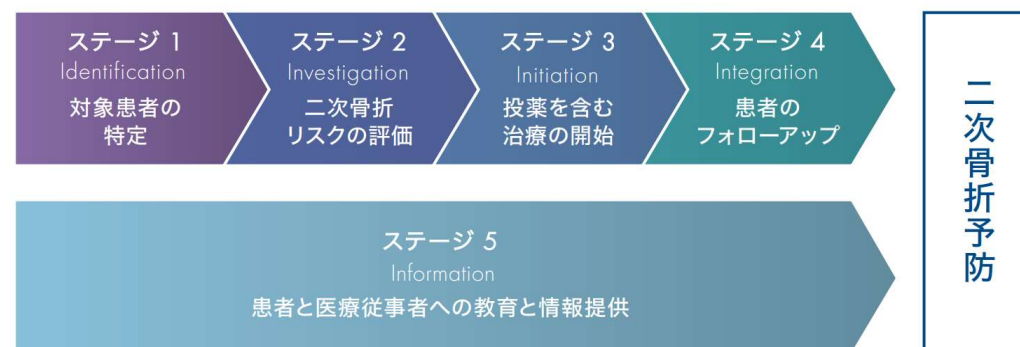 ステージ 1
Identification
対象患者の
特定
ステージ 2
Investigation
二次骨折
リスクの評価
ステージ 3
Initiation
投薬を含む
治療の開始
ステージ 4
Integration
患者の
フォローアップ
ステージ 5
Information
患者と医療従事者への教育と情報提供
二次骨折予防